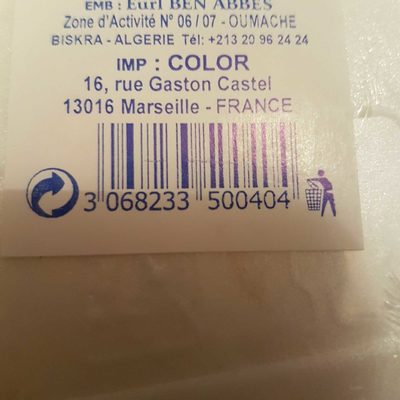 EMB : Eurl BEN ABBES
Zone d'Activité N° 06 / 07 - OUMACHE
BISKRA - ALGERIE Tél: +213 20 96 24 24
IMP : COLOR
16, rue Gaston Castel
13016 Marseille - FRANCE
3 068233 500404